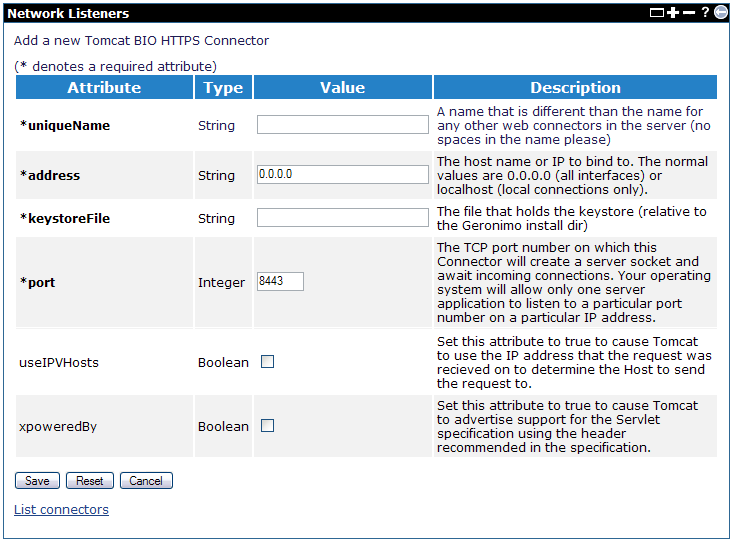 Network Listeners
?
Add a new Tomcat BIO HTTPS Connector
(* denotes a required attribute)
Attribute Type Value Description
*uniqueName String A name that is different than the name for
any other web connectors in the server (no
spaces in the name please)
*address String 0.0.0.0 The host name or IP to bind to. The normal
values are 0.0.0.0 (all interfaces) or
localhost (local connections only).
*keystoreFile String The file that holds the keystore (relative to
the Geronimo install dir)
*port Integer 8443 The TCP port number on which this
Connector will create a server socket and
await incoming connections. Your operating
system will allow only one server
application to listen to a particular port
number on a particular IP address.
useIPVHosts Boolean Set this attribute to true to cause Tomcat
to use the IP address that the request was
recieved on to determine the Host to send
the request to.
xpoweredBy Boolean Set this attribute to true to cause Tomcat
to advertise support for the Servlet
specification using the header
recommended in the specification.
Save Reset Cancel
List connectors